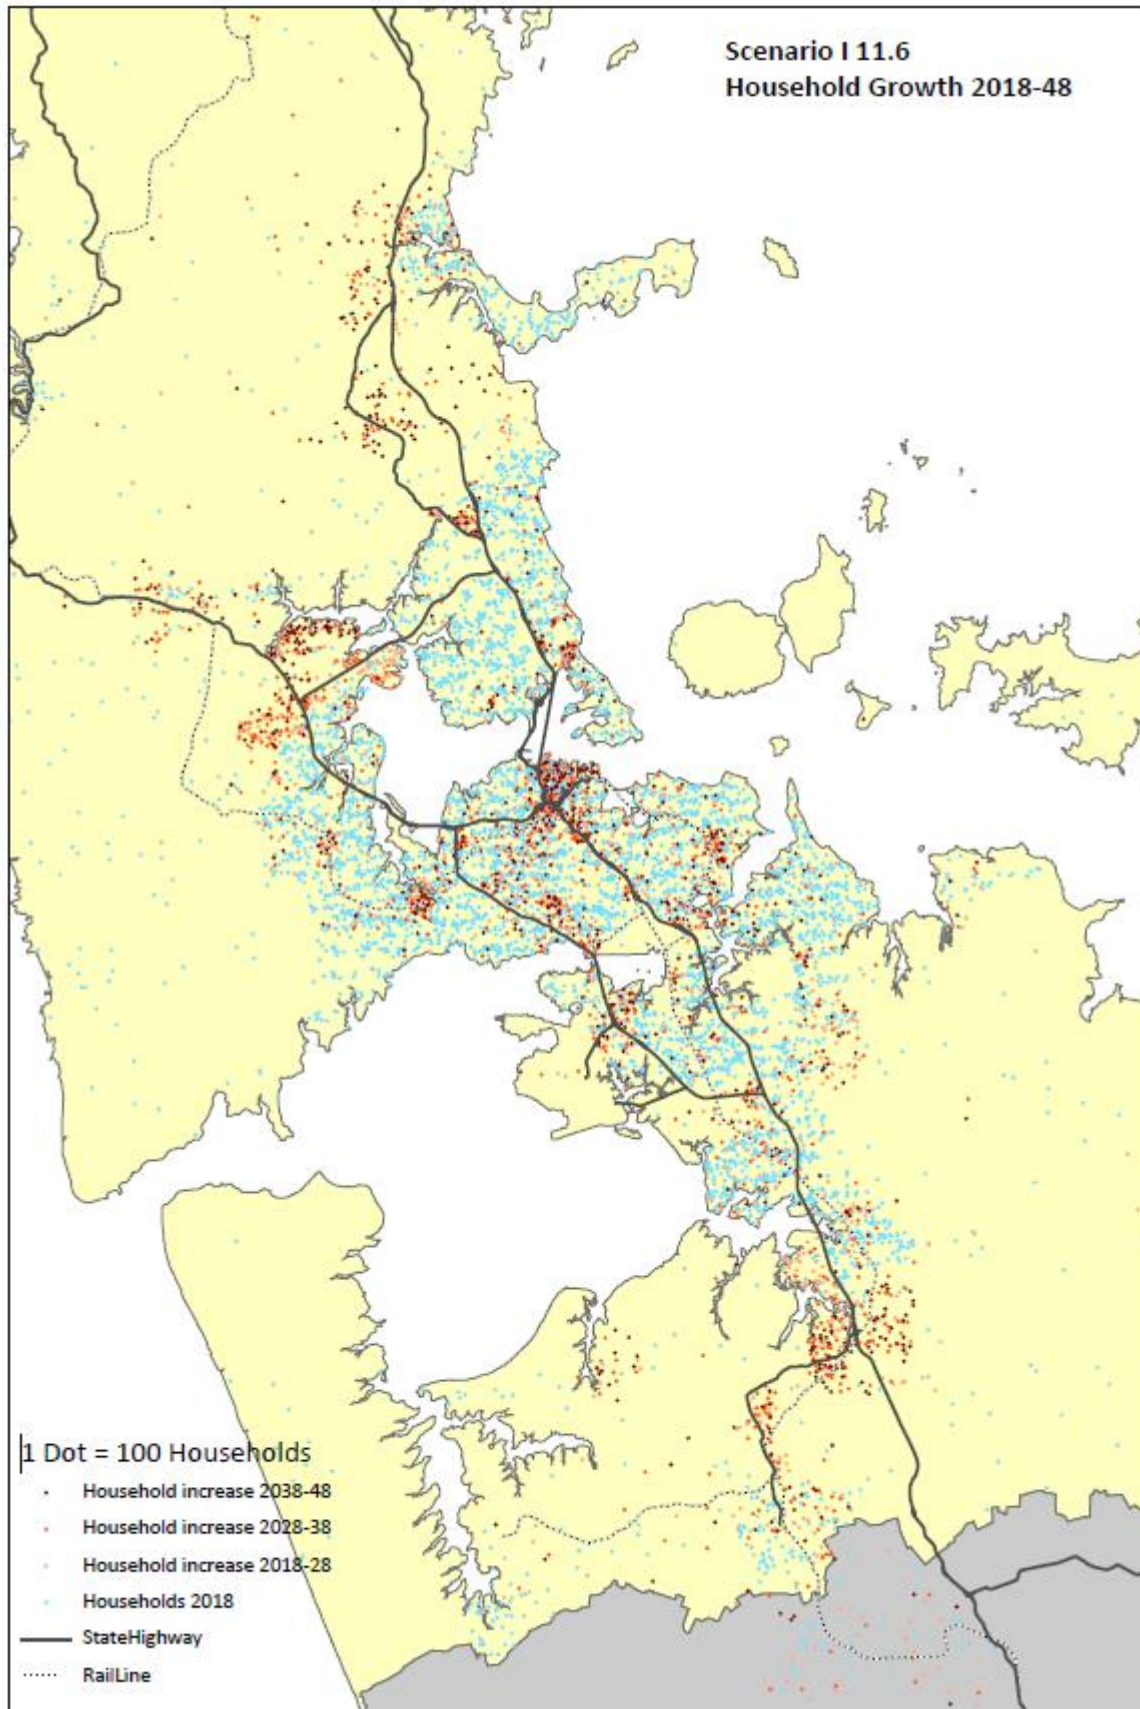 Scenario I 11.6
Household Growth 2018-48
1 Dot = 100 Households
Household increase 2038-48
Household increase 2028-38
Household increase 2018-28
Households 2018
StateHighway
RailLine